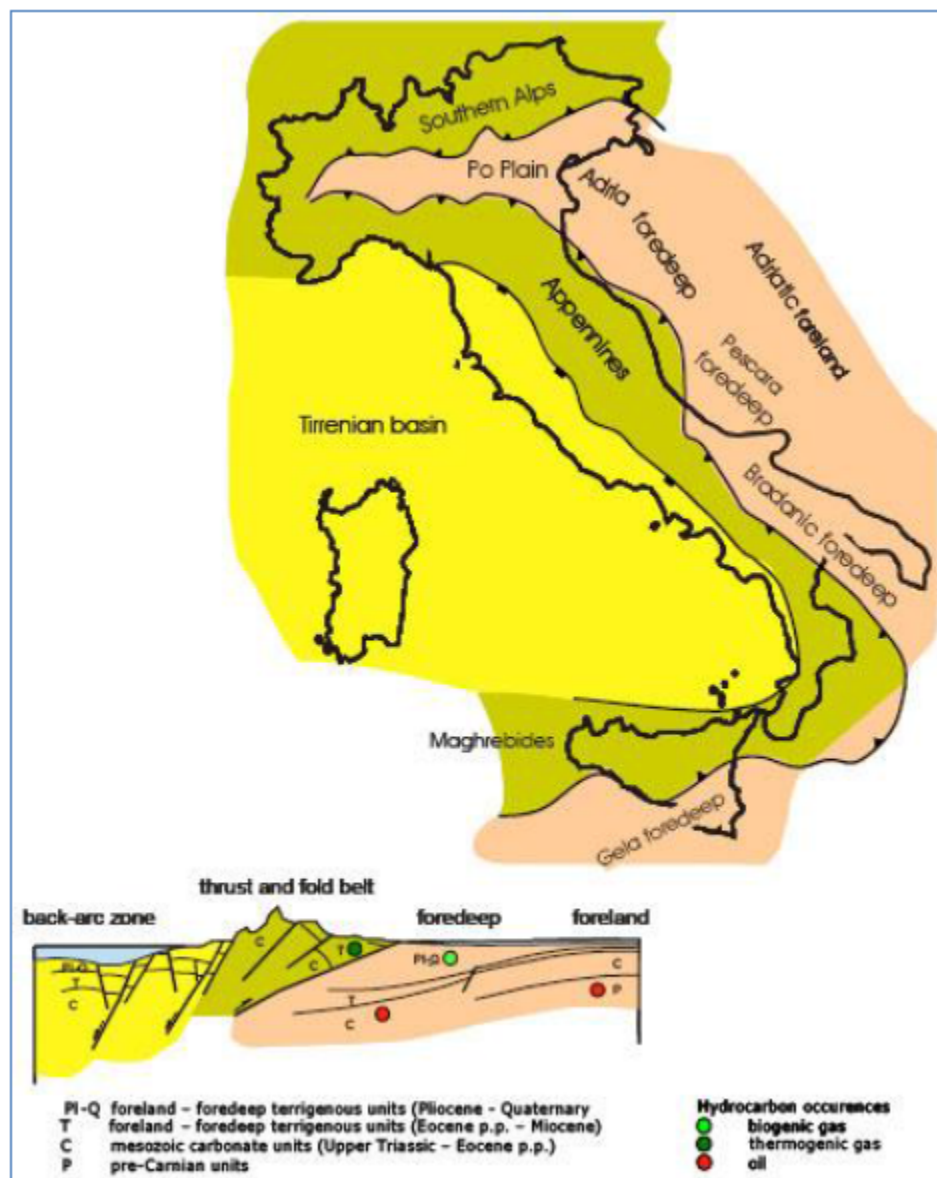 Southern Alps
Po Plain
Adria foredeep
Adriatic foreland
Appennines
Pescara
foredeep
Tirrenian basin
Bradanic foredeep
Maghrebides
Gela foredeep
thrust and fold belt
back-arc zone
foredeep
foreland
C
T
C
Pl-Q
Pl-Q
T
C
T
C
C
P
Pl-Q foreland – foredeep terrigenous units (Pliocene - Quaternary
T foreland – foredeep terrigenous units (Eocene p.p. – Miocene)
C mesozoic carbonate units (Upper Triassic – Eocene p.p.)
P pre-Carnian units
Hydrocarbon occurences
biogenic gas
thermogenic gas
oil